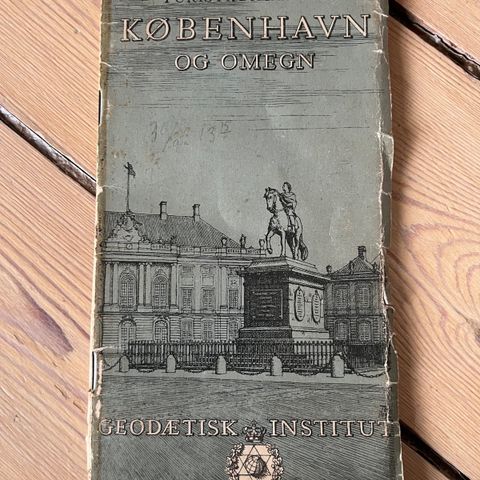 KØBENHAVN
OG OMEGN
GEODÆTISK INSTITUT